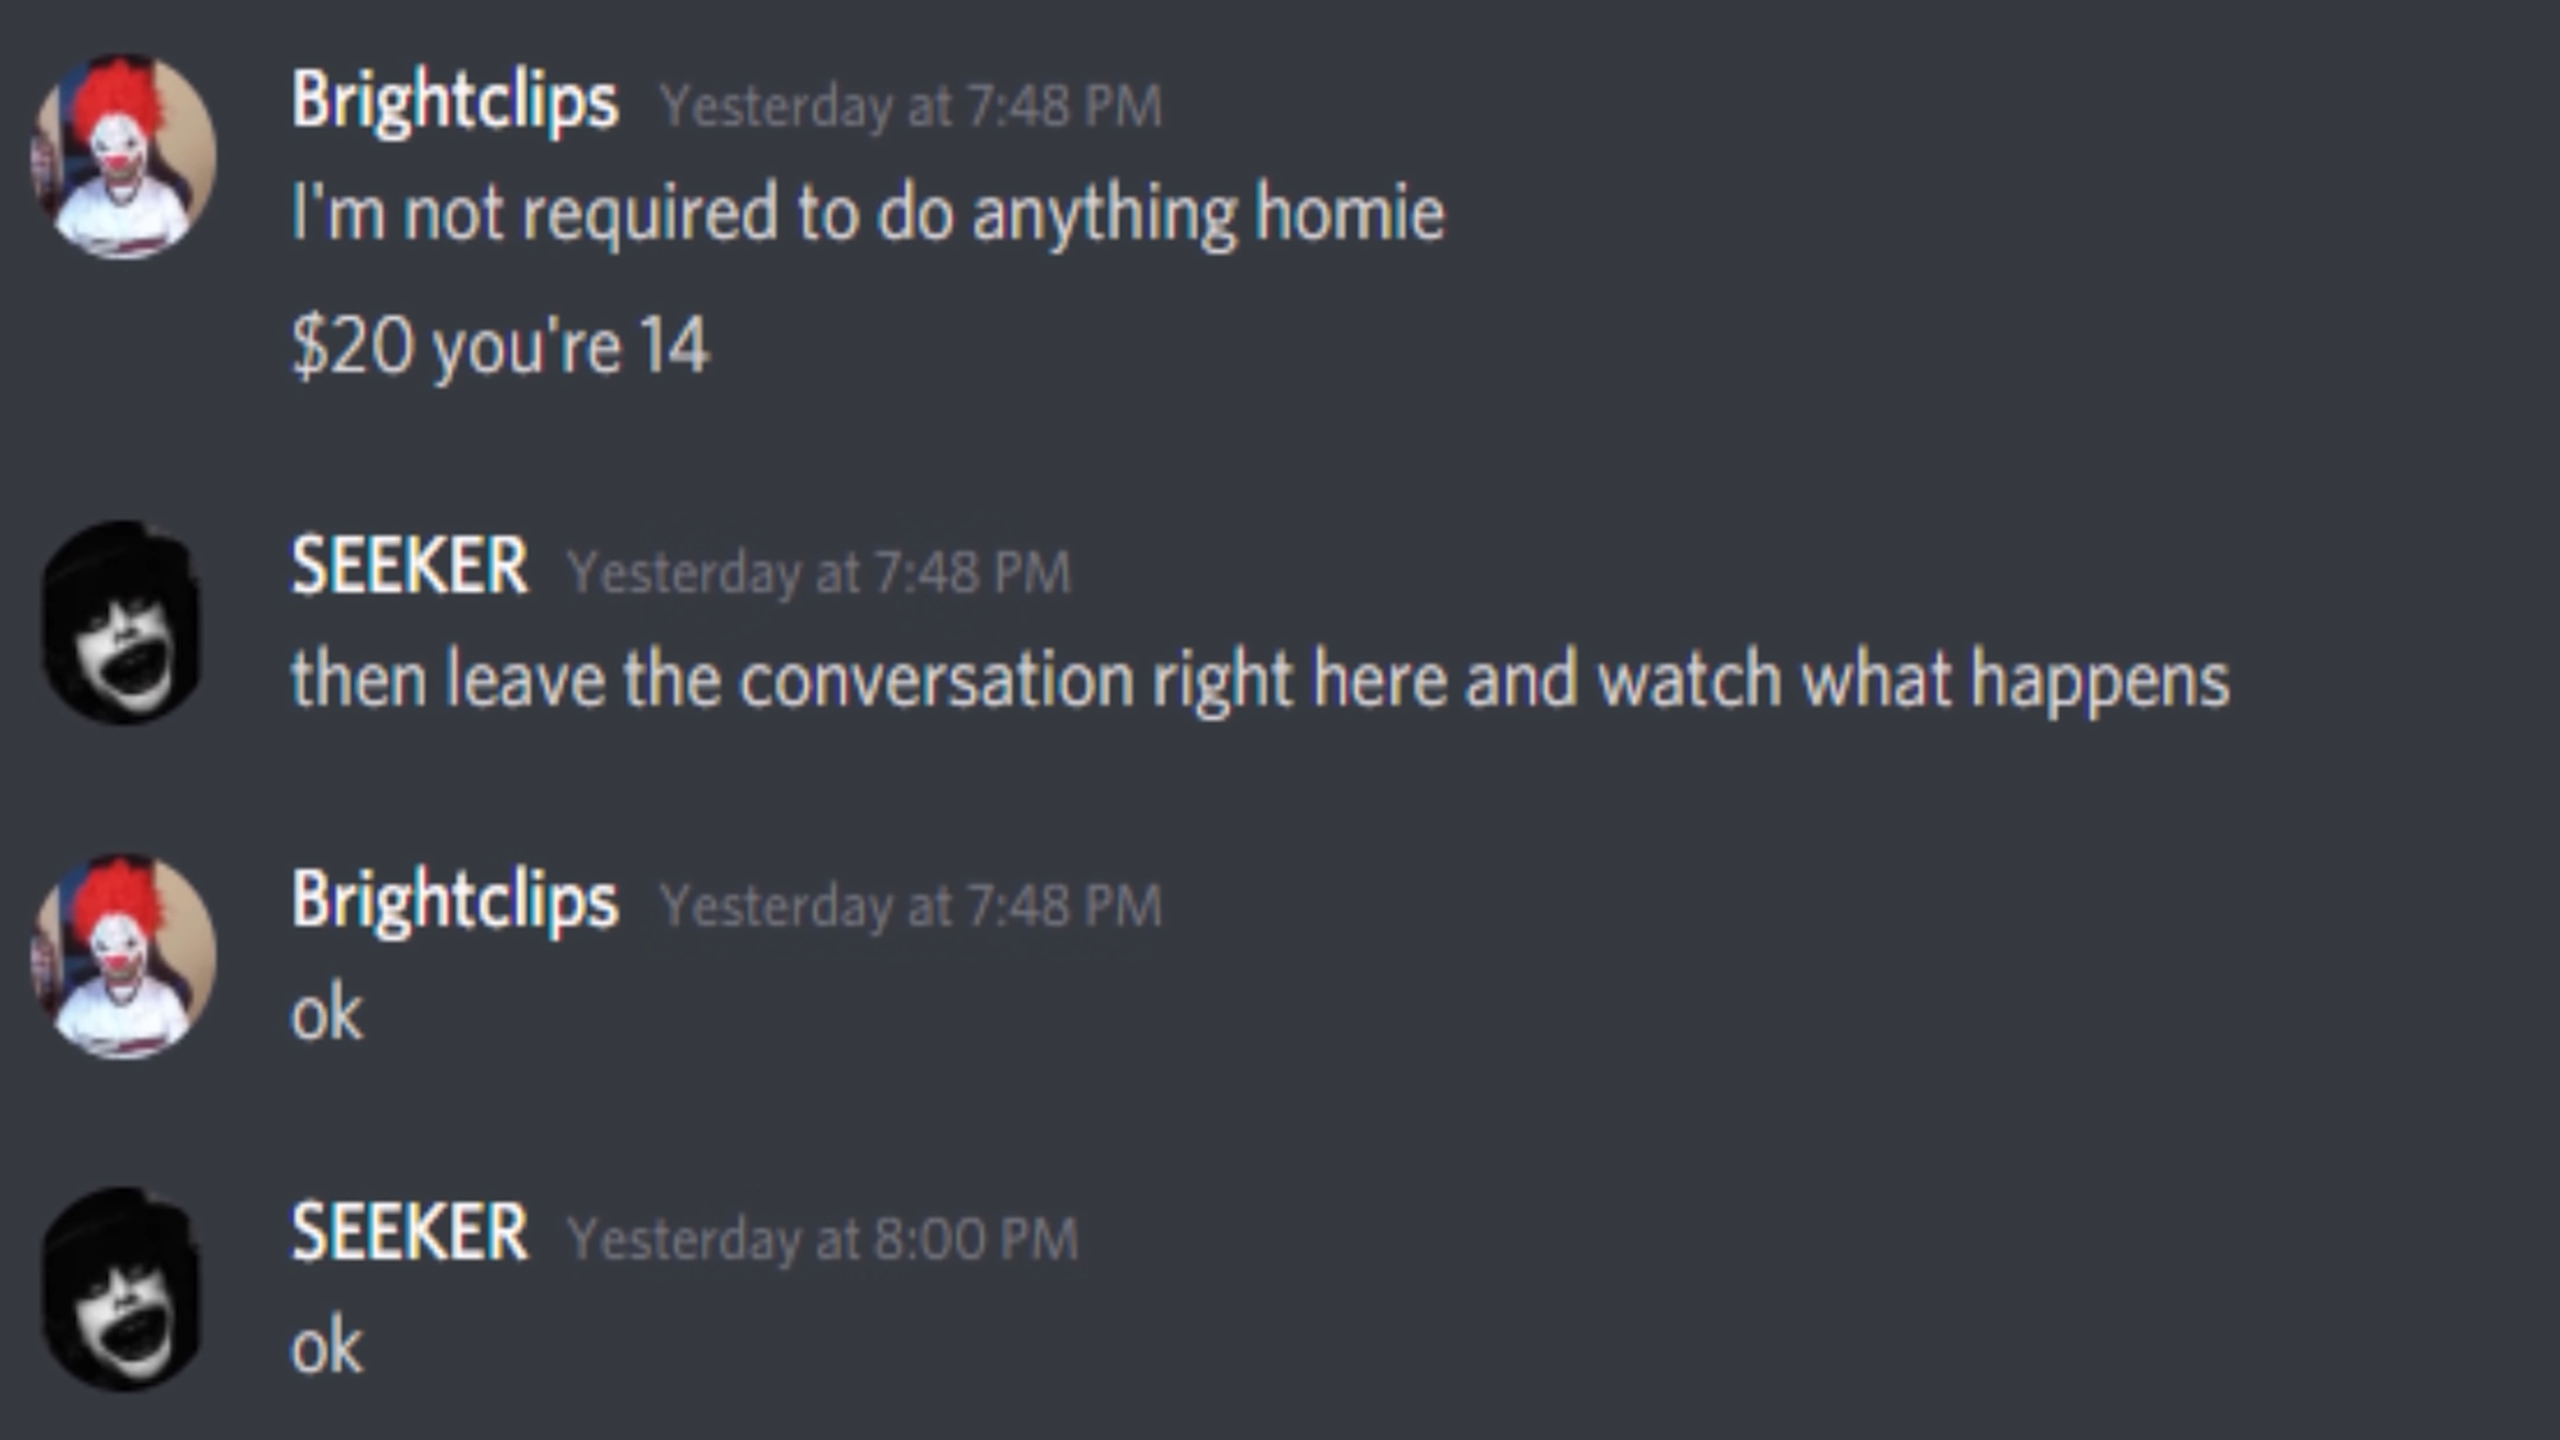 Brightclips Yesterday at 7:48 PM
I'm not required to do anything homie
$20 you're 14
SEEKER Yesterday at 7:48 PM
then leave the conversation right here and watch what happens
Brightclips Yesterday at 7:48 PM
ok
SEEKER Yesterday at 8:00 PM
ok